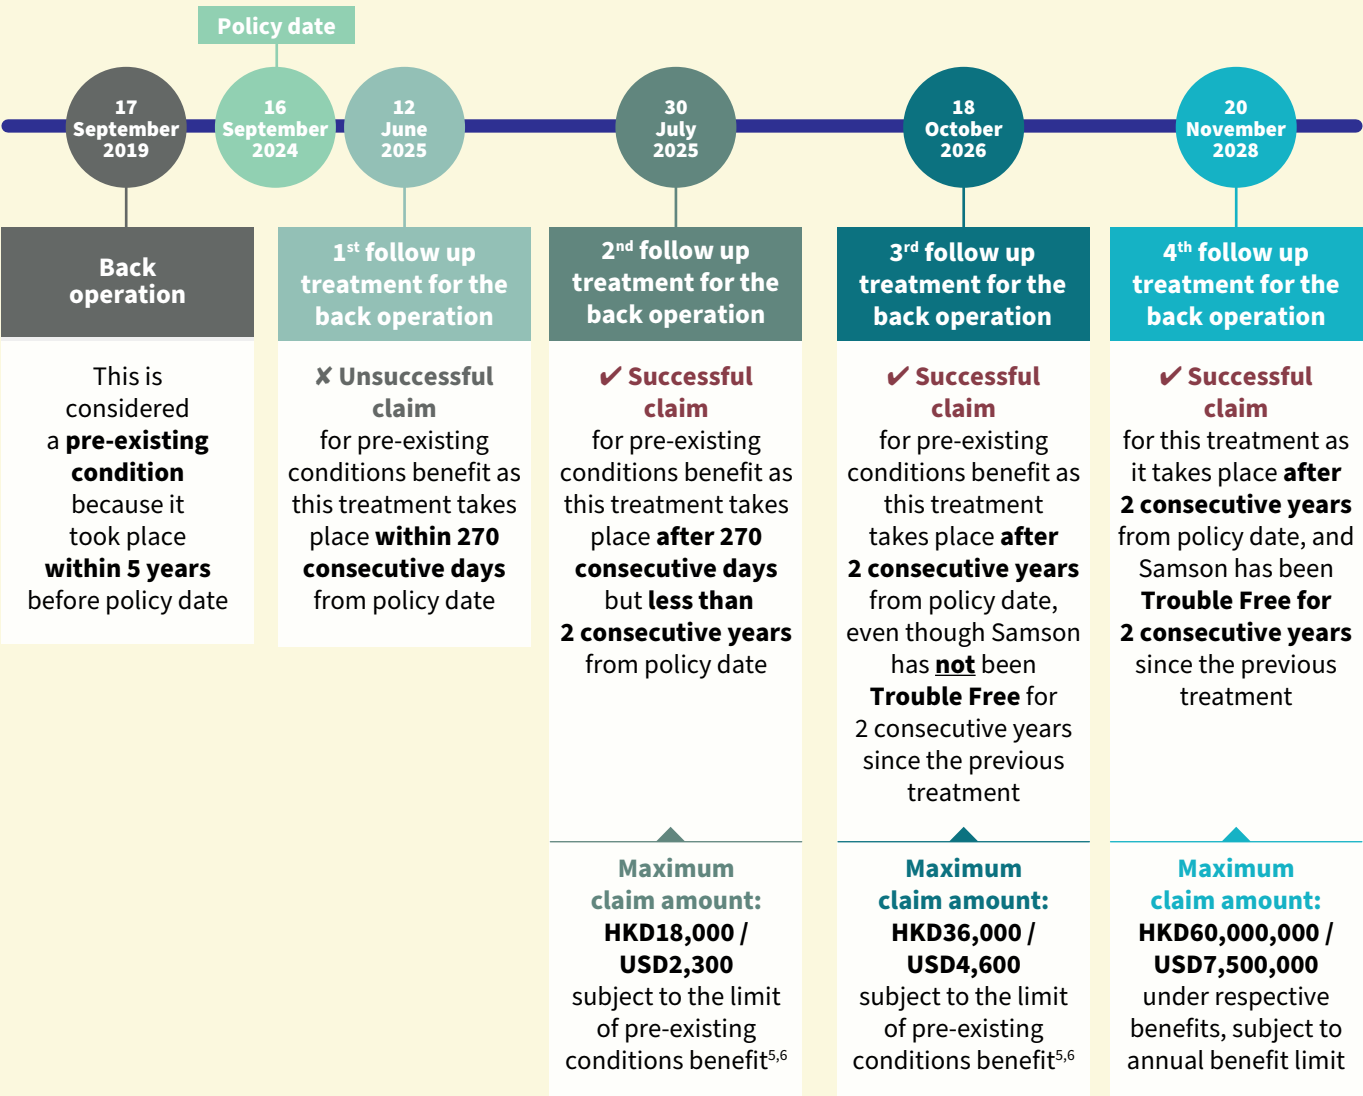 Policy date
17
September
2019
16
September
2024
12
June
2025
30
July
2025
18
October
2026
20
November
2028
Back
operation
This is
considered
a pre-existing
condition
because it
took place
within 5 years
before policy date
1st follow up
treatment for the
back operation
✘ Unsuccessful
claim
for pre-existing
conditions benefit as
this treatment takes
place within 270
consecutive days
from policy date
2nd follow up
treatment for the
back operation
✔ Successful
claim
for pre-existing
conditions benefit as
this treatment takes
place after 270
consecutive days
but less than
2 consecutive years
from policy date
Maximum
claim amount:
HKD18,000 /
USD2,300
subject to the limit
of pre-existing
conditions benefit5,6
3rd follow up
treatment for the
back operation
✔ Successful
claim
for pre-existing
conditions benefit as
this treatment
takes place after
2 consecutive years
from policy date,
even though Samson
has not been
Trouble Free for
2 consecutive years
since the previous
treatment
Maximum
claim amount:
HKD36,000 /
USD4,600
subject to the limit
of pre-existing
conditions benefit5,6
4th follow up
treatment for the
back operation
✔ Successful
claim
for this treatment as
it takes place after
2 consecutive years
from policy date, and
Samson has been
Trouble Free for
2 consecutive years
since the previous
treatment
Maximum
claim amount:
HKD60,000,000 /
USD7,500,000
under respective
benefits, subject to
annual benefit limit